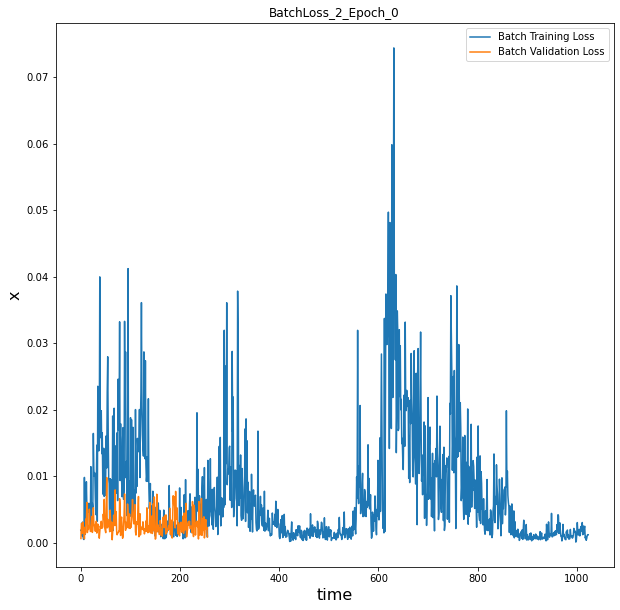 BatchLoss_2_Epoch_0
Batch Training Loss
Batch Validation Loss
0.07
0.06
0.05
0.04
0.03
0.02
0.01
0.00
x
0 200 400 600 800 1000
time